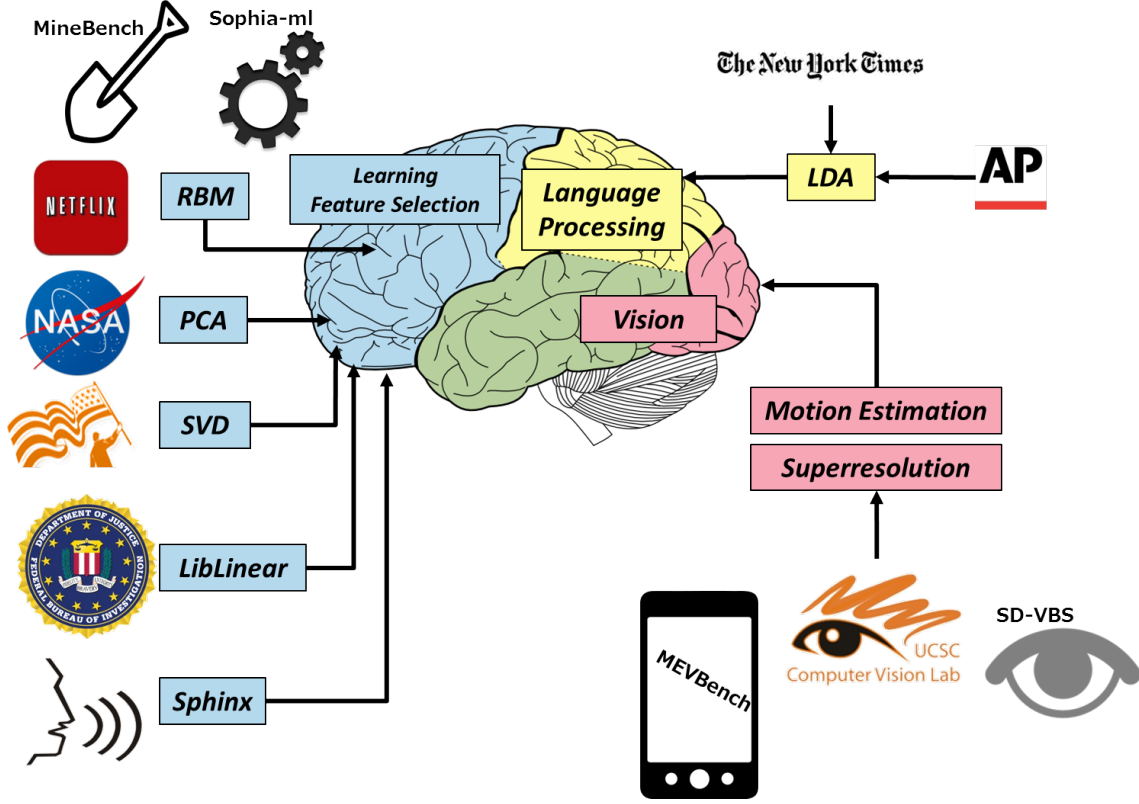 MineBench
Sophia-ml
The New York Times
NETFLIX
RBM
Learning
Feature Selection
Language
Processing
LDA
AP
NASA
PCA
Vision
SVD
Motion Estimation
Superresolution
DEPARTMENT OF JUSTICE
FEDERAL BUREAU OF INVESTIGATION
LibLinear
MEVBench
UCSC
Computer Vision Lab
SD-VBS
Sphinx